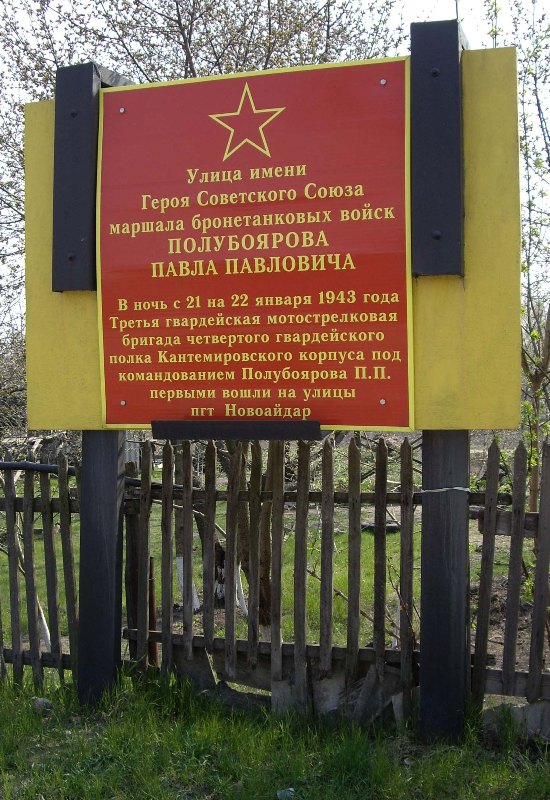 Улица имени
Героя Советского Союза
маршала бронетанковых войск
ПОЛУБОЯРОВА
ПАВЛА ПАВЛОВИЧА
В ночь с 21 на 22 января 1943 года
Третья гвардейская мотострелковая
бригада четвертого гвардейского
полка Кантемировского корпуса под
командованием Полубоярова П.П.
первыми вошли на улицы
пгт Новоайдар